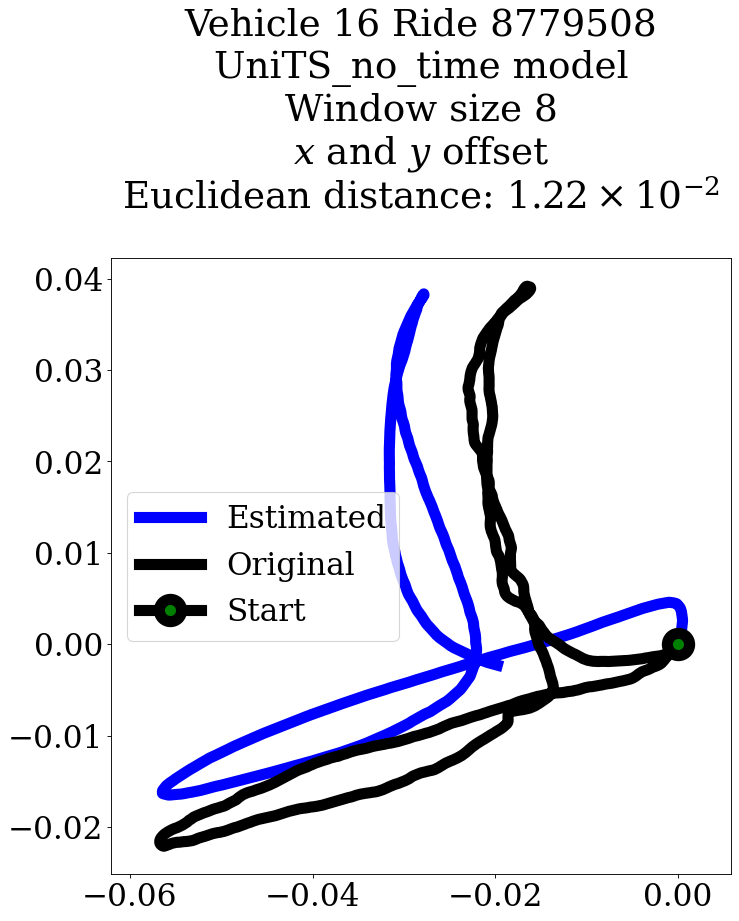 Vehicle 16 Ride 8779508
UniTS_no_time model
Window size 8
x and y offset
Euclidean distance: 1.22 × 10⁻²
0.04
0.03
0.02
0.01
0.00
−0.01
−0.02
Estimated
Original
Start
−0.06 −0.04 −0.02 0.00